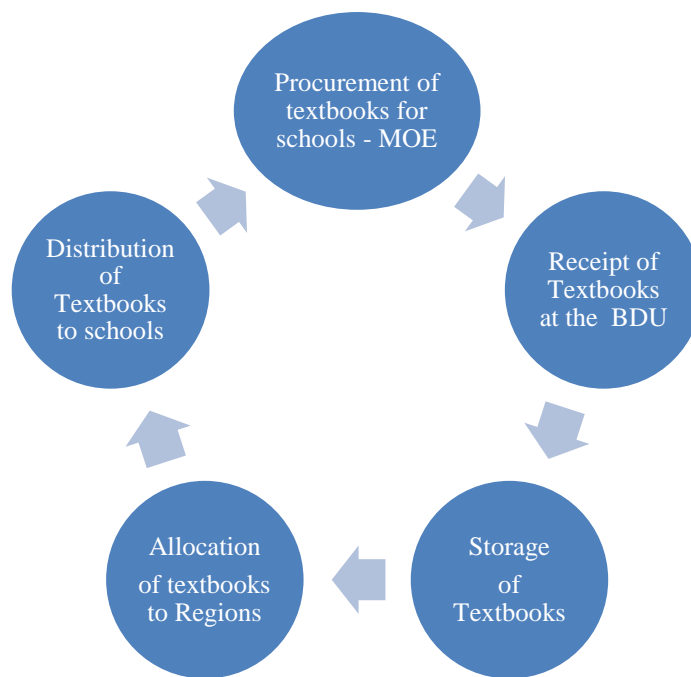 Procurement of
textbooks for
schools - MOE
Receipt of
Textbooks
at the BDU
Storage
of
Textbooks
Allocation
of textbooks
to Regions
Distribution
of
Textbooks
to schools